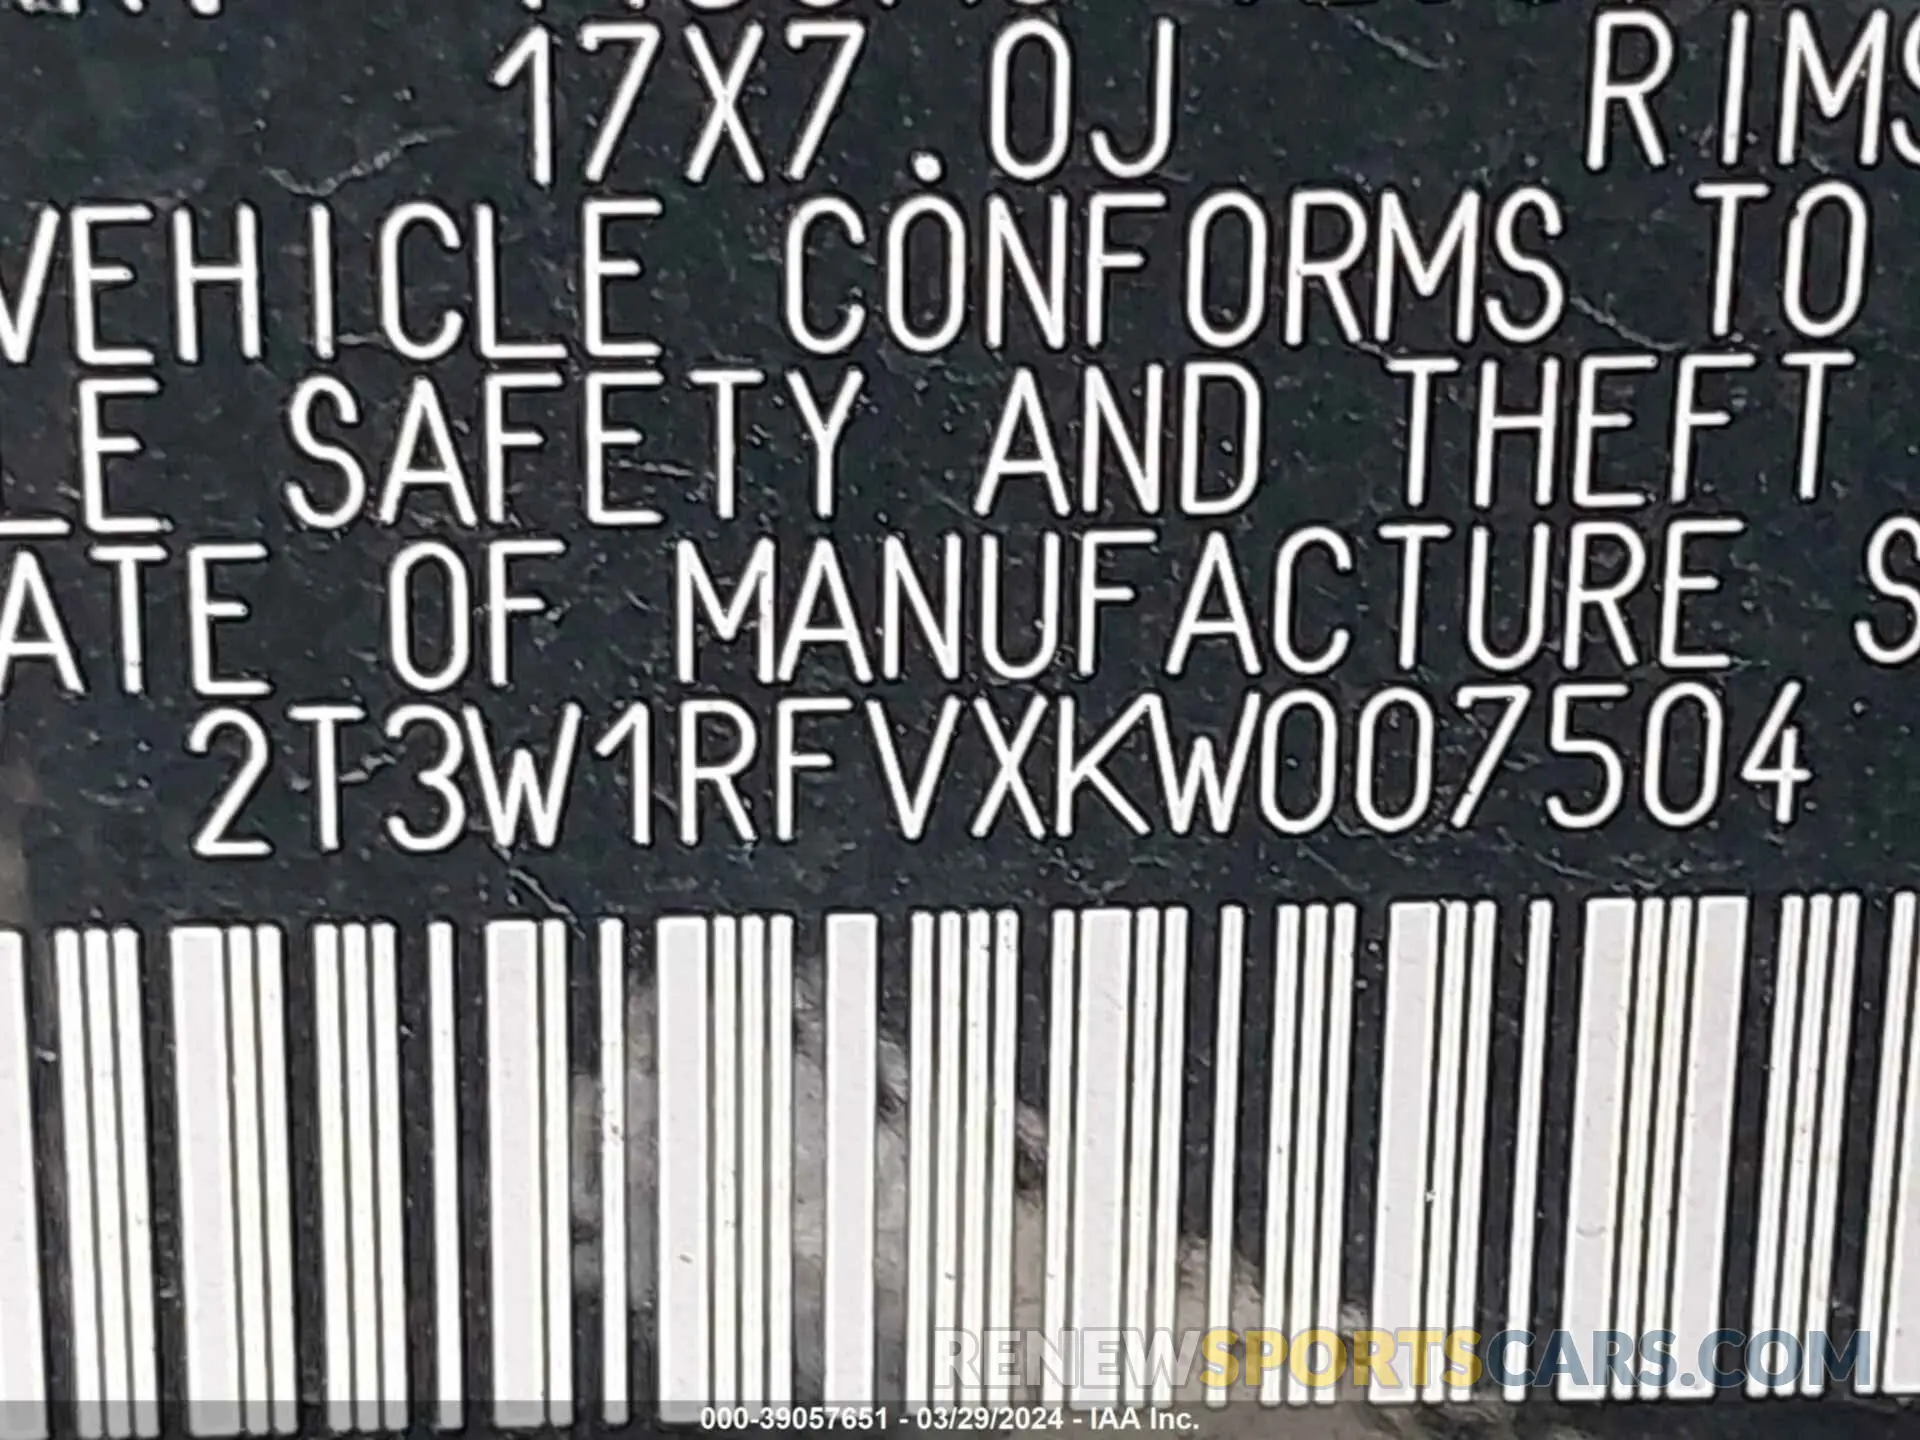 17X7.0J RIMS
VEHICLE CONFORMS TO
LE SAFETY AND THEFT
ATE OF MANUFACTURE S
2T3W1RFVXKW007504
RENEWSPORTSCARS.COM
000-39057651 - 03/29/2024 - IAA Inc.